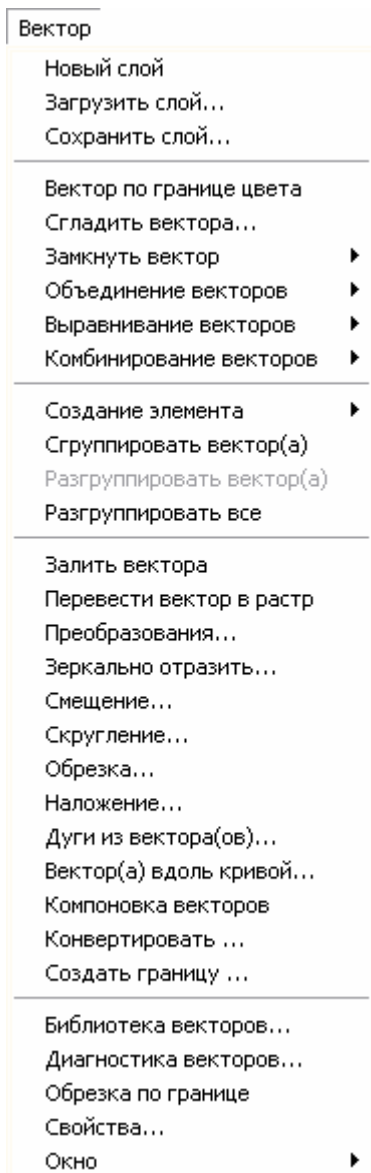 Вектор
Новый слой
Загрузить слой...
Сохранить слой...
Вектор по границе цвета
Сгладить вектора...
Замкнуть вектор
Объединение векторов
Выравнивание векторов
Комбинирование векторов
Создание элемента
Сгруппировать вектор(а)
Разгруппировать вектор(а)
Разгруппировать все
Залить вектора
Перевести вектор в растр
Преобразования...
Зеркально отразить...
Смещение...
Скругление...
Обрезка...
Наложение...
Дуги из вектора(ов)...
Вектор(а) вдоль кривой...
Компоновка векторов
Конвертировать ...
Создать границу ...
Библиотека векторов...
Диагностика векторов...
Обрезка по границе
Свойства...
Окно